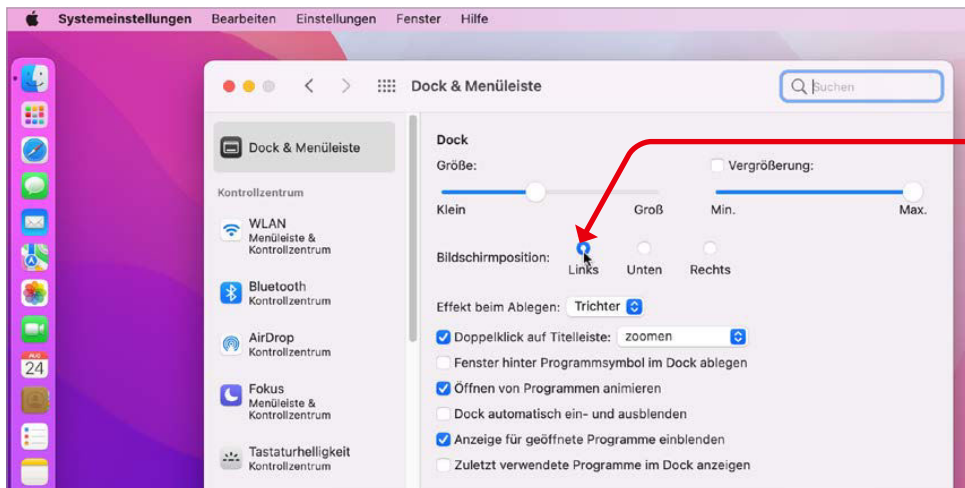 Systemeinstellungen Bearbeiten Einstellungen Fenster Hilfe
Dock & Menüleiste
Suchen
Dock & Menüleiste
Kontrollzentrum
WLAN
Menüleiste &
Kontrollzentrum
Bluetooth
Kontrollzentrum
AirDrop
Kontrollzentrum
Fokus
Menüleiste &
Kontrollzentrum
Tastaturhelligkeit
Kontrollzentrum
Dock
Größe: Vergrößerung:
Klein Groß Min. Max.
Bildschirmposition:
Links Unten Rechts
Effekt beim Ablegen: Trichter
Doppelklick auf Titelleiste: zoomen
Fenster hinter Programmsymbol im Dock ablegen
Öffnen von Programmen animieren
Dock automatisch ein- und ausblenden
Anzeige für geöffnete Programme einblenden
Zuletzt verwendete Programme im Dock anzeigen
AUG
24